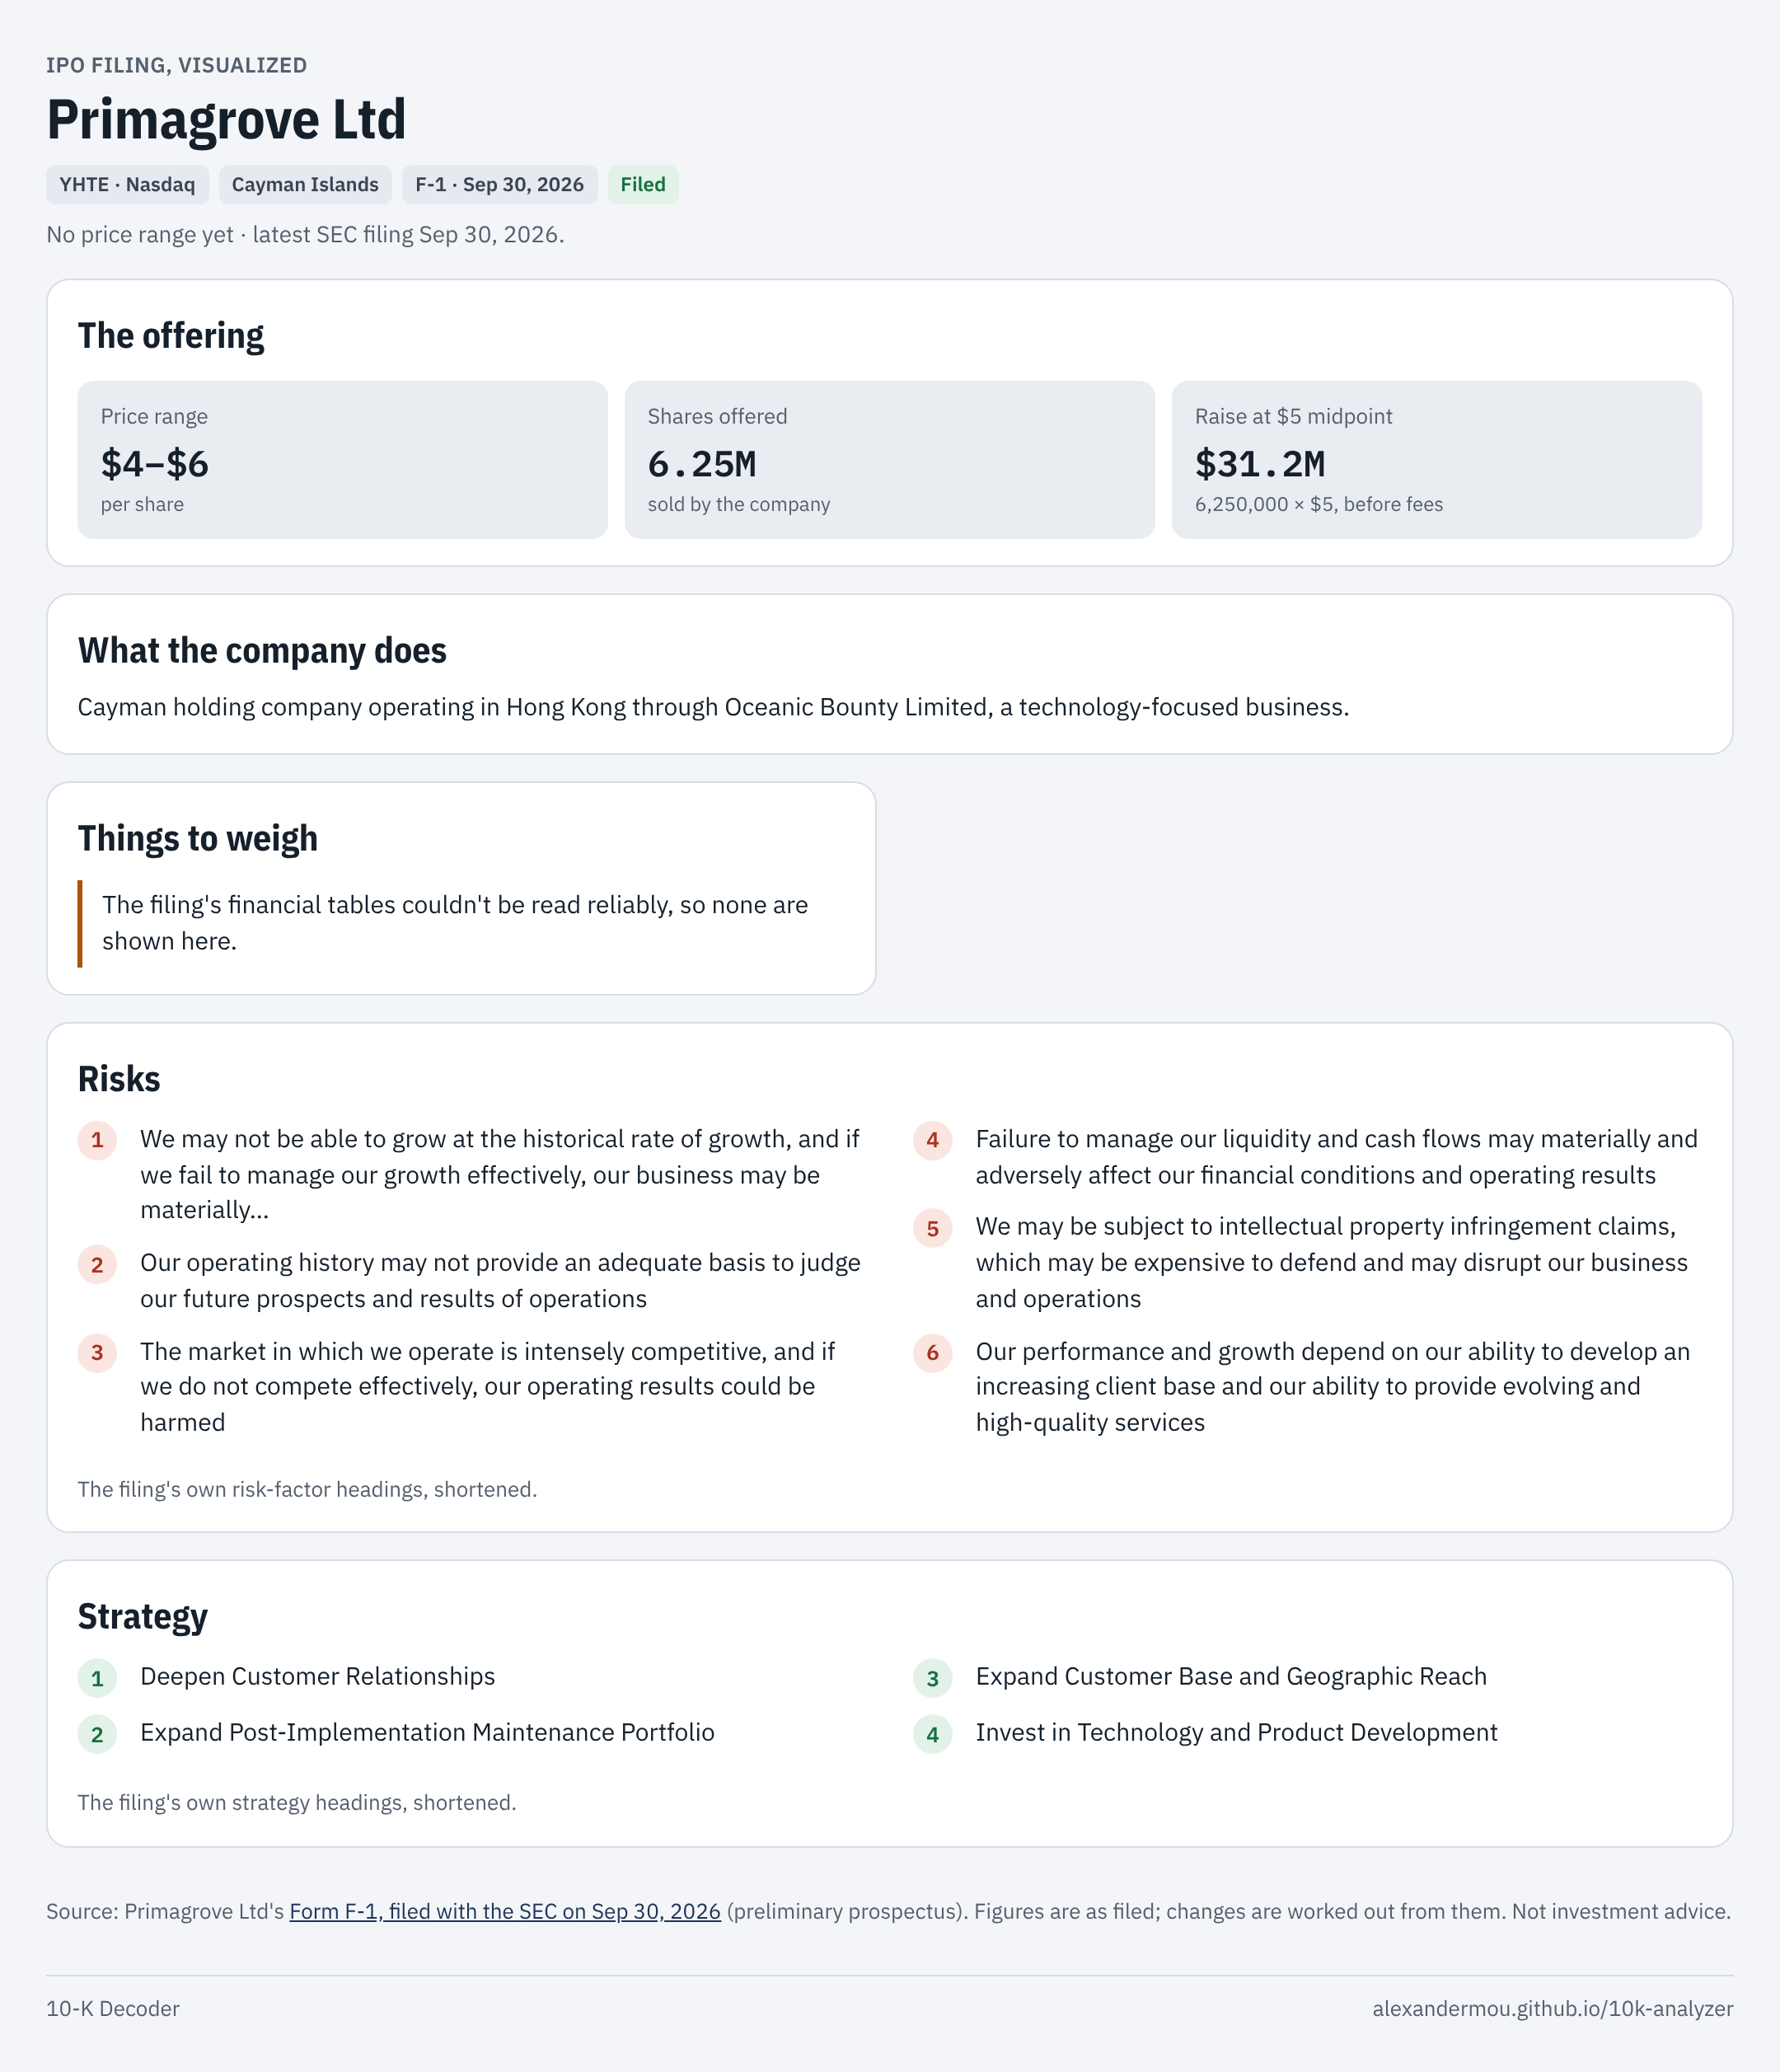 IPO FILING, VISUALIZED
Primagrove Ltd
YHTE · Nasdaq
Cayman Islands
F-1 · Sep 30, 2026
Filed
No price range yet · latest SEC filing Sep 30, 2026.
The offering
Price range
$4–$6
per share
Shares offered
6.25M
sold by the company
Raise at $5 midpoint
$31.2M
6,250,000 × $5, before fees
What the company does
Cayman holding company operating in Hong Kong through Oceanic Bounty Limited, a technology-focused business.
Things to weigh
The filing's financial tables couldn't be read reliably, so none are
shown here.
Risks
1 We may not be able to grow at the historical rate of growth, and if
we fail to manage our growth effectively, our business may be
materially…
2 Our operating history may not provide an adequate basis to judge
our future prospects and results of operations
3 The market in which we operate is intensely competitive, and if
we do not compete effectively, our operating results could be
harmed
4 Failure to manage our liquidity and cash flows may materially and
adversely affect our financial conditions and operating results
5 We may be subject to intellectual property infringement claims,
which may be expensive to defend and may disrupt our business
and operations
6 Our performance and growth depend on our ability to develop an
increasing client base and our ability to provide evolving and
high-quality services
The filing's own risk-factor headings, shortened.
Strategy
1 Deepen Customer Relationships
2 Expand Post-Implementation Maintenance Portfolio
3 Expand Customer Base and Geographic Reach
4 Invest in Technology and Product Development
The filing's own strategy headings, shortened.
Source: Primagrove Ltd's Form F-1, filed with the SEC on Sep 30, 2026 (preliminary prospectus). Figures are as filed; changes are worked out from them. Not investment advice.
10-K Decoder
alexandermou.github.io/10k-analyzer